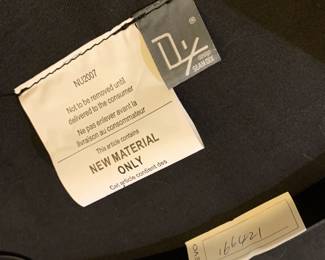 NU2007
Not to be removed until
delivered to the consumer
Ne pas enlever avant la
livraison au consommateur
This article contains
NEW MATERIAL
ONLY
Cet article contient des
®
166421